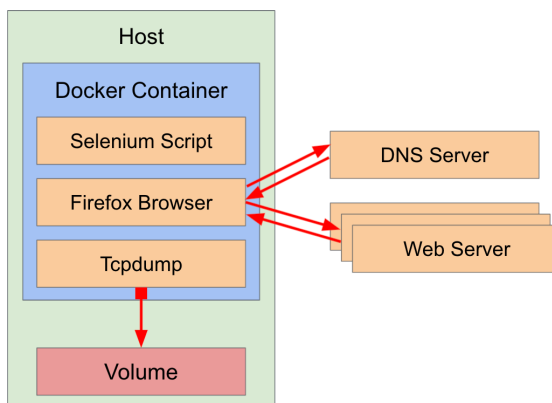 Host
Docker Container
Selenium Script
Firefox Browser
Tcpdump
Volume
DNS Server
Web Server